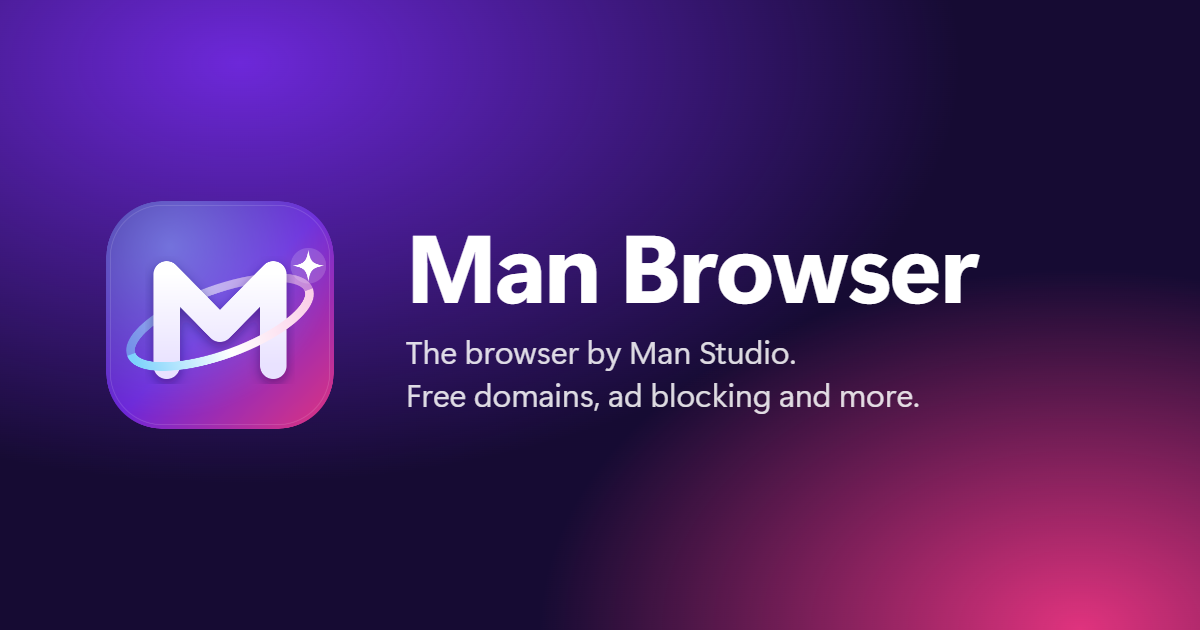 M
Man Browser
The browser by Man Studio.
Free domains, ad blocking and more.